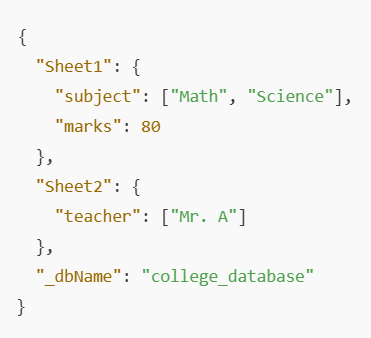 {
  "Sheet1": {
    "subject": ["Math", "Science"],
    "marks": 80
  },
  "Sheet2": {
    "teacher": ["Mr. A"]
  },
  "_dbName": "college_database"
}